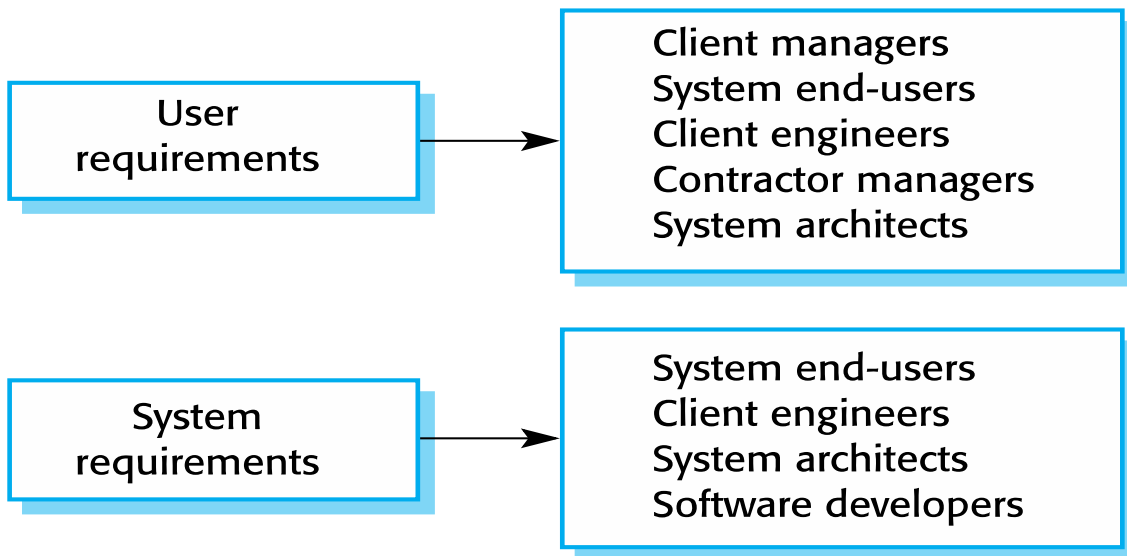 User
requirements
Client managers
System end-users
Client engineers
Contractor managers
System architects
System
requirements
System end-users
Client engineers
System architects
Software developers